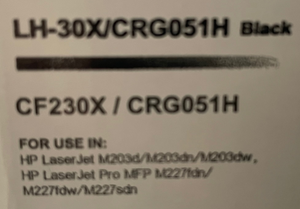 LH-30X/CRG051H Black
CF230X / CRG051H
FOR USE IN:
HP LaserJet M203d/M203dn/M203dw,
HP LaserJet Pro MFP M227fdn/
M227fdw/M227sdn